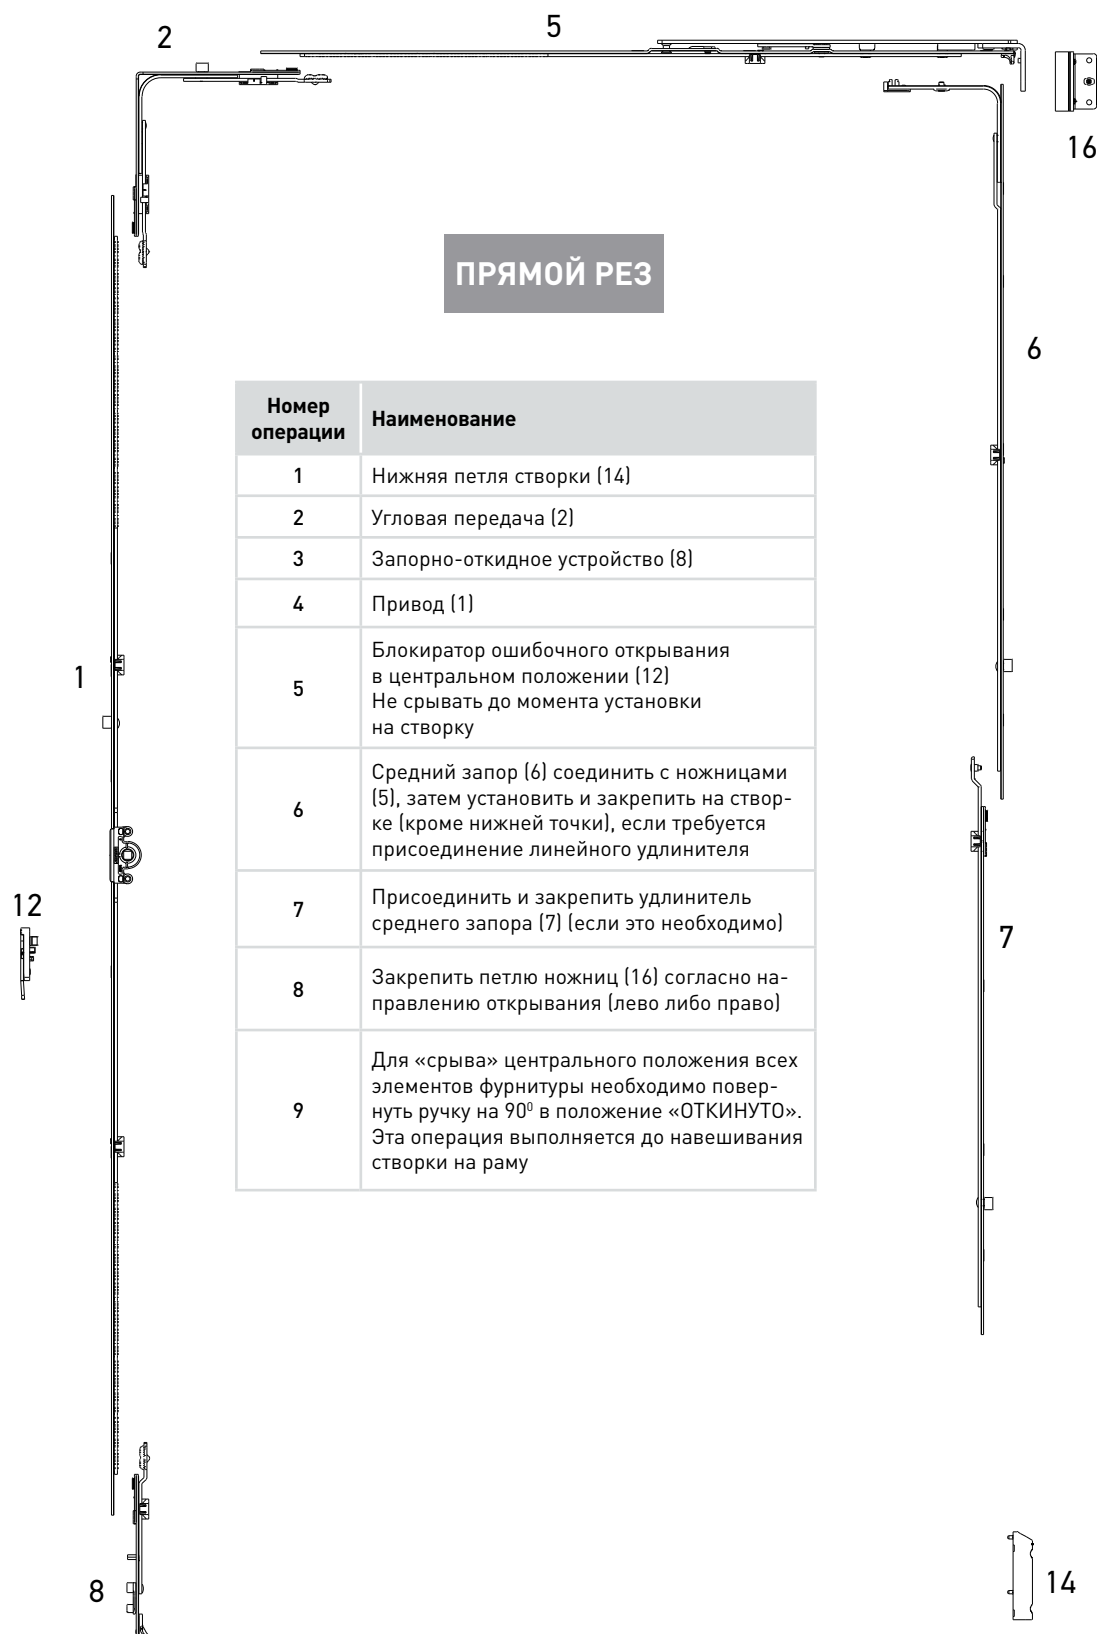 2
5
16
ПРЯМОЙ РЕЗ
6
Номер
операции
Наименование
1
Нижняя петля створки (14)
2
Угловая передача (2)
3
Запорно-откидное устройство (8)
4
Привод (1)
5
Блокиратор ошибочного открывания
в центральном положении (12)
Не срывать до момента установки
на створку
6
Средний запор (6) соединить с ножницами
(5), затем установить и закрепить на створ-
ке (кроме нижней точки), если требуется
присоединение линейного удлинителя
7
Присоединить и закрепить удлинитель
среднего запора (7) (если это необходимо)
8
Закрепить петлю ножниц (16) согласно на-
правлению открывания (лево либо право)
9
Для «срыва» центрального положения всех
элементов фурнитуры необходимо повер-
нуть ручку на 90⁰ в положение «ОТКИНУТО».
Эта операция выполняется до навешивания
створки на раму
1
12
7
8
14